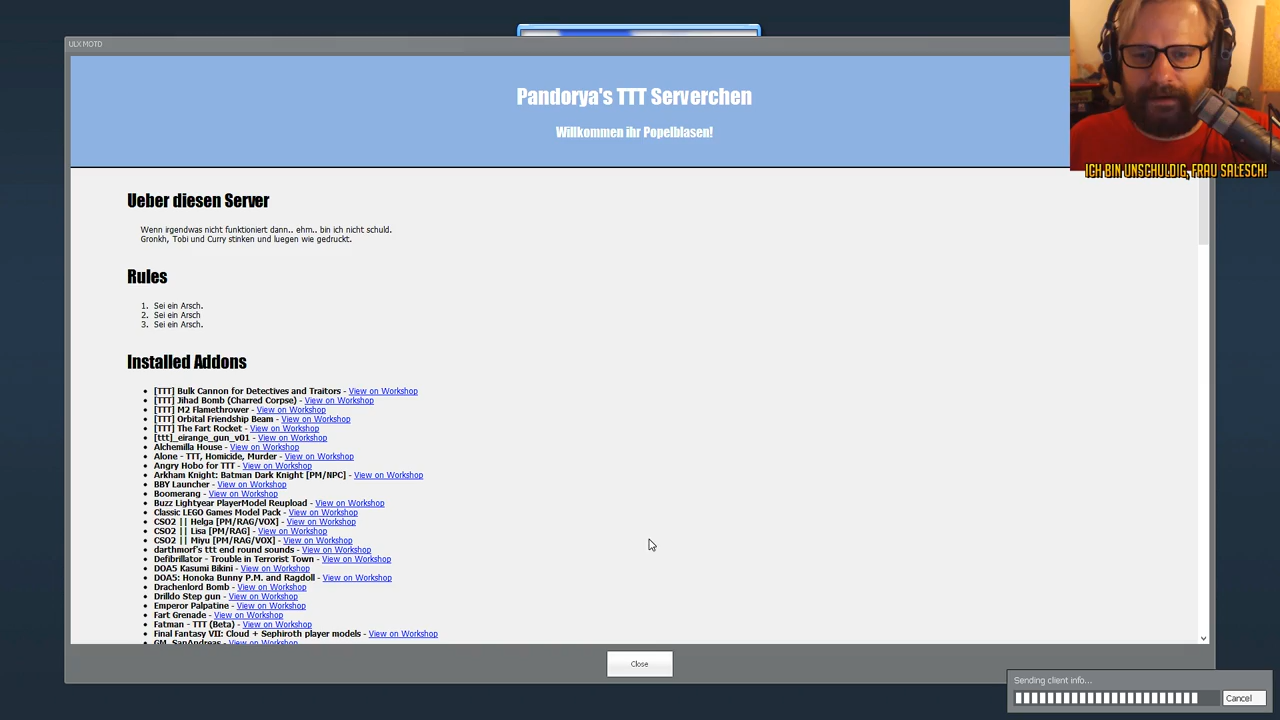 ULX MOTD
Pandorya's TTT Serverchen
Willkommen ihr Popelblasen!
ICH BIN UNSCHULDIG, FRAU SALESCH!
Ueber diesen Server
Wenn irgendwas nicht funktioniert dann.. ehm.. bin ich nicht schuld.
Gronkh, Tobi und Curry stinken und luegen wie gedruckt.
Rules
1. Sei ein Arsch.
2. Sei ein Arsch
3. Sei ein Arsch.
Installed Addons
• [TTT] Bulk Cannon for Detectives and Traitors - View on Workshop
• [TTT] Jihad Bomb (Charred Corpse) - View on Workshop
• [TTT] M2 Flamethrower - View on Workshop
• [TTT] Orbital Friendship Beam - View on Workshop
• [TTT] The Fart Rocket - View on Workshop
• [ttt]_eirange_gun_v01 - View on Workshop
• Alchemilla House - View on Workshop
• Alone - TTT, Homicide, Murder - View on Workshop
• Angry Hobo for TTT - View on Workshop
• Arkham Knight: Batman Dark Knight [PM/NPC] - View on Workshop
• BBY Launcher - View on Workshop
• Boomerang - View on Workshop
• Buzz Lightyear PlayerModel Reupload - View on Workshop
• Classic LEGO Games Model Pack - View on Workshop
• CSO2 || Helga [PM/RAG/VOX] - View on Workshop
• CSO2 || Lisa [PM/RAG] - View on Workshop
• CSO2 || Miyu [PM/RAG/VOX] - View on Workshop
• darthmorf's ttt end round sounds - View on Workshop
• Defibrillator - Trouble in Terrorist Town - View on Workshop
• DOA5 Kasumi Bikini - View on Workshop
• DOA5: Honoka Bunny P.M. and Ragdoll - View on Workshop
• Drachenlord Bomb - View on Workshop
• Drilldo Step gun - View on Workshop
• Emperor Palpatine - View on Workshop
• Fart Grenade - View on Workshop
• Fatman - TTT (Beta) - View on Workshop
• Final Fantasy VII: Cloud + Sephiroth player models - View on Workshop
• GM_SanAndreas - View on Workshop
Close
Sending client info...
Cancel